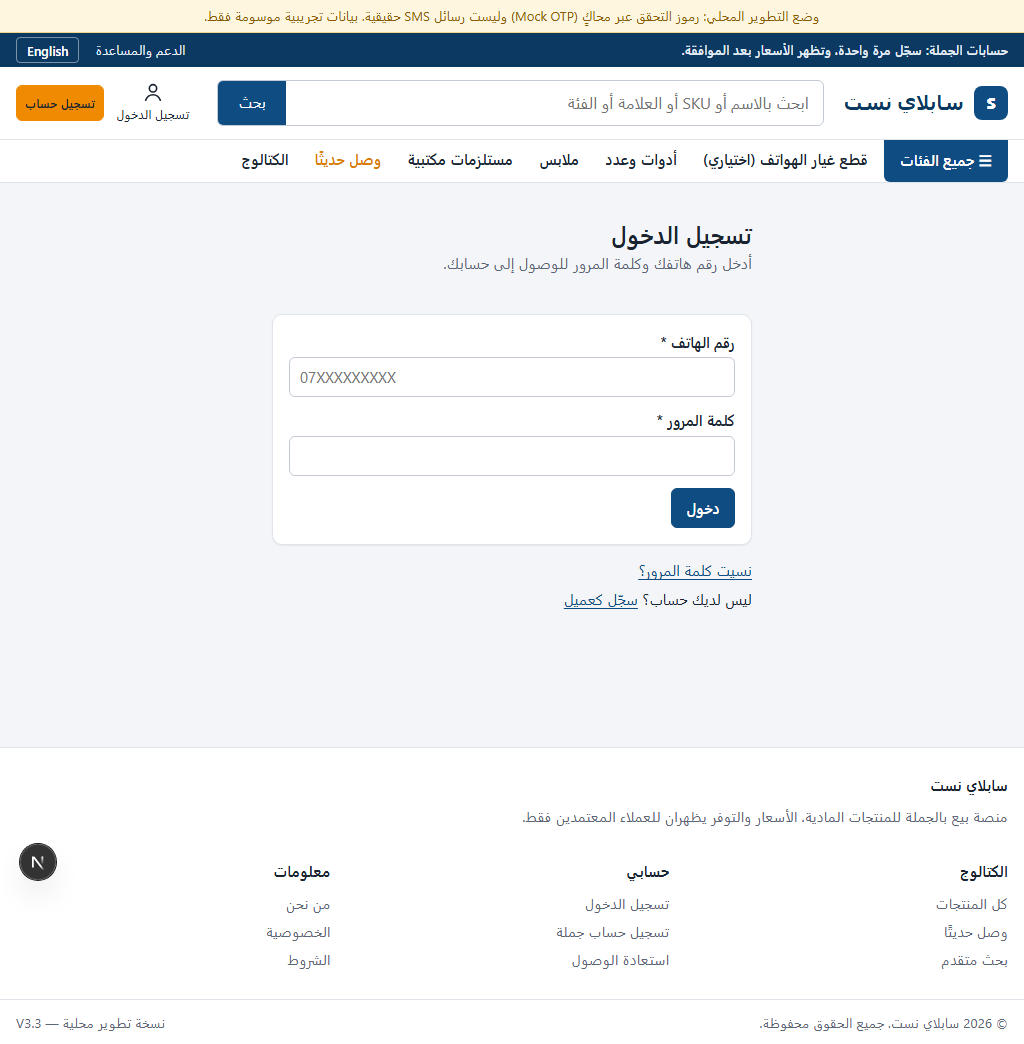 وضع التطوير المحلي: رموز التحقق عبر محاكٍ (Mock OTP) وليست رسائل SMS حقيقية. بيانات تجريبية موسومة فقط.
حسابات الجملة: سجّل مرة واحدة، وتظهر الأسعار بعد الموافقة.
الدعم والمساعدة
English
S
سابلاي نست
ابحث بالاسم أو SKU أو العلامة أو الفئة
بحث
تسجيل الدخول
تسجيل حساب
☰ جميع الفئات
قطع غيار الهواتف (اختياري)
أدوات وعدد
ملابس
مستلزمات مكتبية
وصل حديثًا
الكتالوج
تسجيل الدخول
أدخل رقم هاتفك وكلمة المرور للوصول إلى حسابك.
رقم الهاتف *
07XXXXXXXXX
كلمة المرور *
دخول
نسيت كلمة المرور؟
ليس لديك حساب؟ سجّل كعميل
سابلاي نست
منصة بيع بالجملة للمنتجات المادية. الأسعار والتوفر يظهران للعملاء المعتمدين فقط.
الكتالوج
كل المنتجات
وصل حديثًا
بحث متقدم
حسابي
تسجيل الدخول
تسجيل حساب جملة
استعادة الوصول
معلومات
من نحن
الخصوصية
الشروط
N
© 2026 سابلاي نست. جميع الحقوق محفوظة.
نسخة تطوير محلية — V3.3